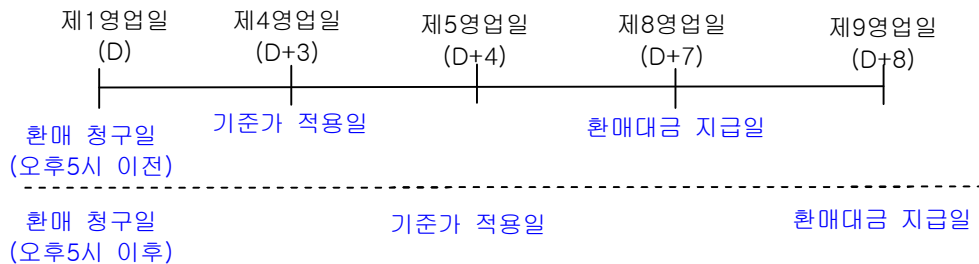 제1영업일 제4영업일 제5영업일 제8영업일 제9영업일
(D) (D+3) (D+4) (D+7) (D+8)
환매 청구일 기준가 적용일 환매대금 지급일
(오후5시 이전)
환매 청구일 기준가 적용일 환매대금 지급일
(오후5시 이후)